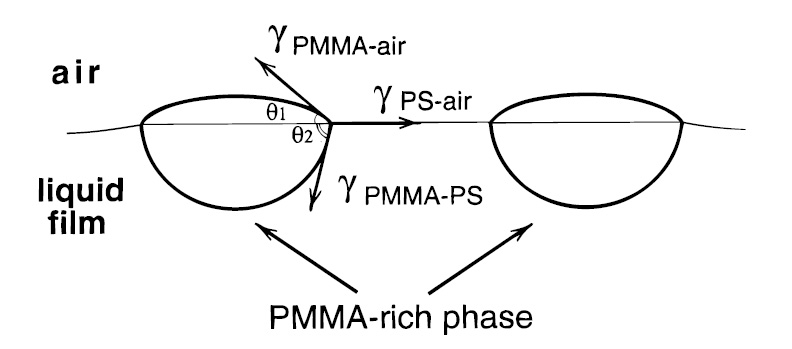 γ PMMA-air
air
γ PS-air
θ1
θ2
liquid
film
γ PMMA-PS
PMMA-rich phase